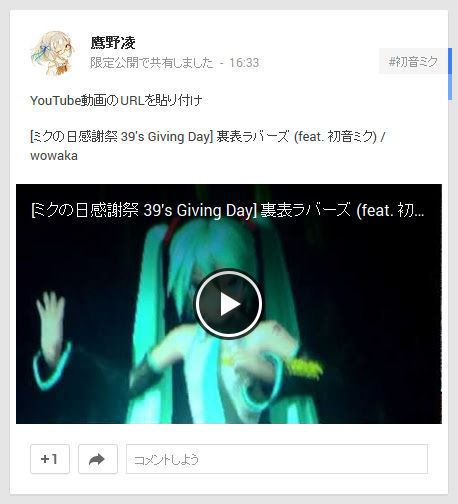 鷹野凌
限定公開で共有しました - 16:33
#初音ミク
YouTube動画のURLを貼り付け
[ミクの日感謝祭 39's Giving Day] 裏表ラバーズ (feat. 初音ミク) /
wowaka
[ミクの日感謝祭 39's Giving Day] 裏表ラバーズ (feat. 初...
+1
コメントしよう